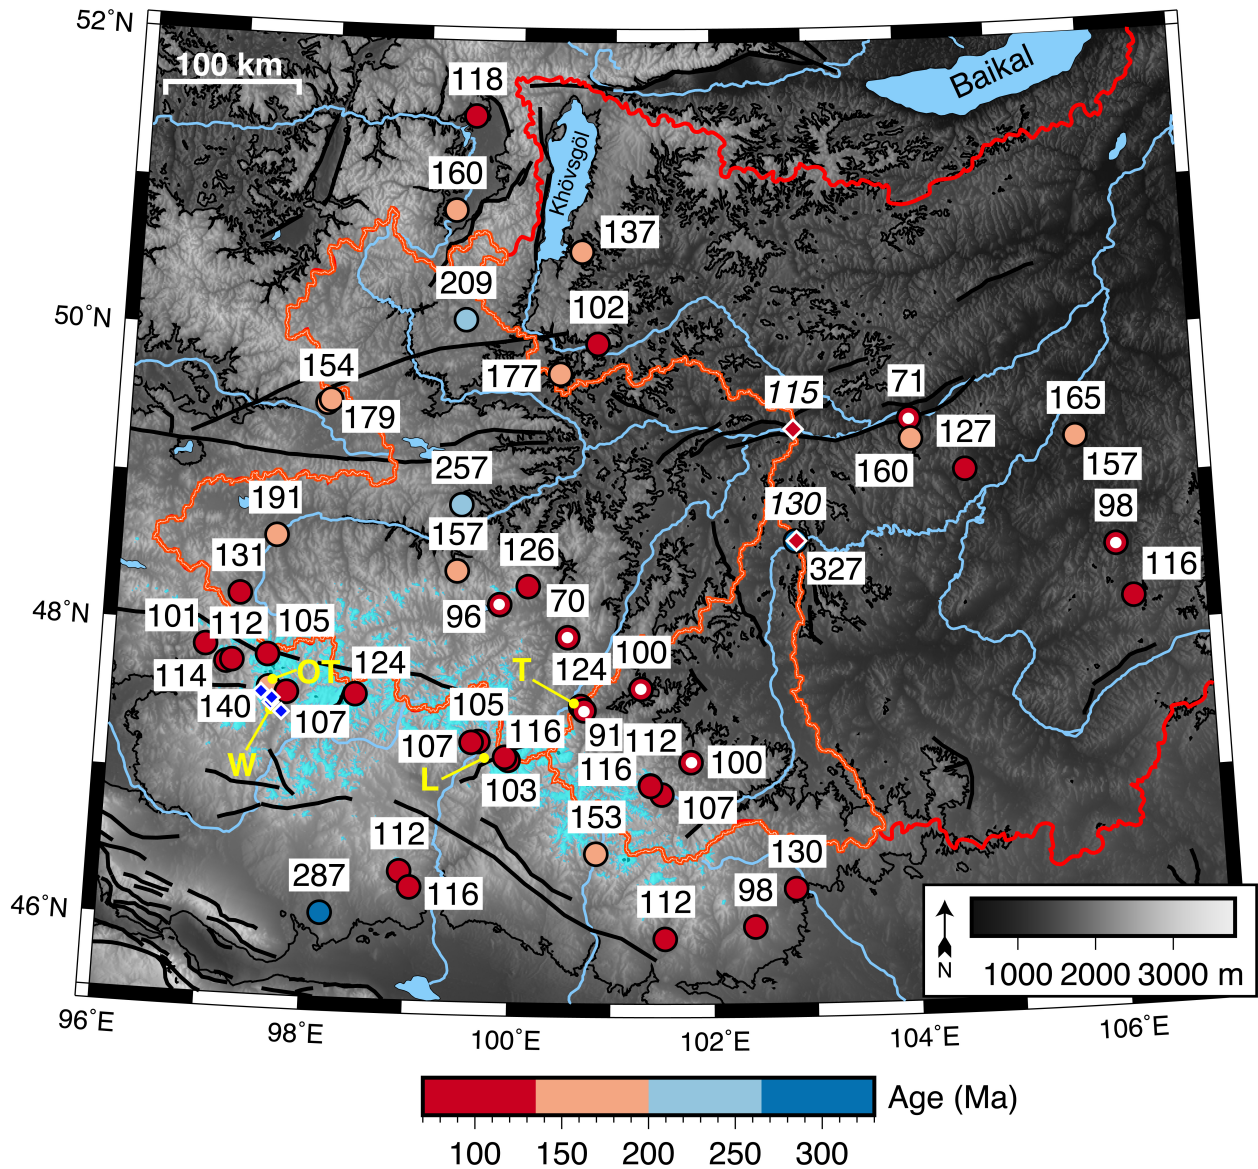 52°N
100 km
118
Baikal
Khövsgöl
160
137
209
102
50°N
154
177
179
115
71
165
127
160
157
257
191
157
130
98
131
126
327
116
96
70
48°N
101
112
105
114
OT
124
T
124
100
140
107
W
105
107
116
91
112
L
103
116
100
107
153
112
130
287
116
98
112
46°N
N
1000 2000 3000 m
96°E
98°E
100°E
102°E
104°E
106°E
Age (Ma)
100 150 200 250 300